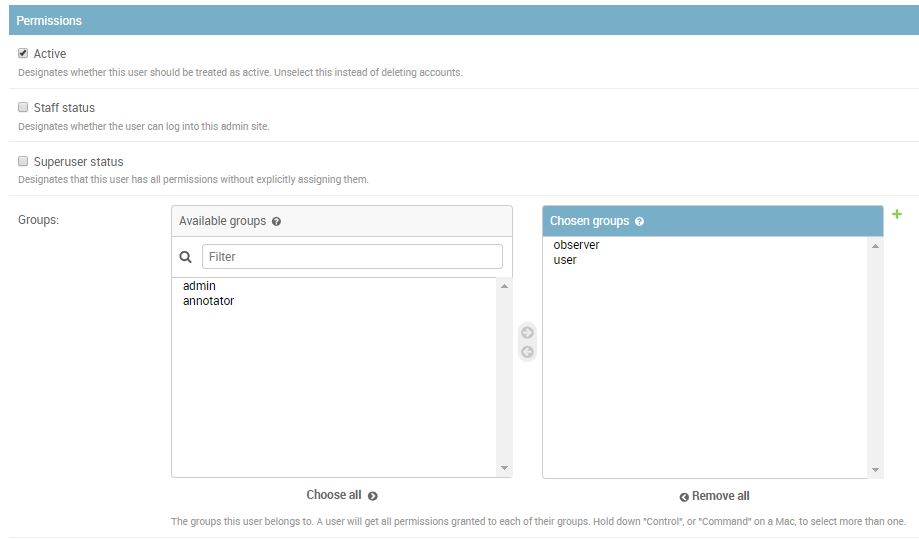 Permissions
Active
Designates whether this user should be treated as active. Unselect this instead of deleting accounts.
Staff status
Designates whether the user can log into this admin site.
Superuser status
Designates that this user has all permissions without explicitly assigning them.
Groups:
Available groups
Filter
admin
annotator
Choose all
Chosen groups
observer
user
Remove all
The groups this user belongs to. A user will get all permissions granted to each of their groups. Hold down "Control", or "Command" on a Mac, to select more than one.